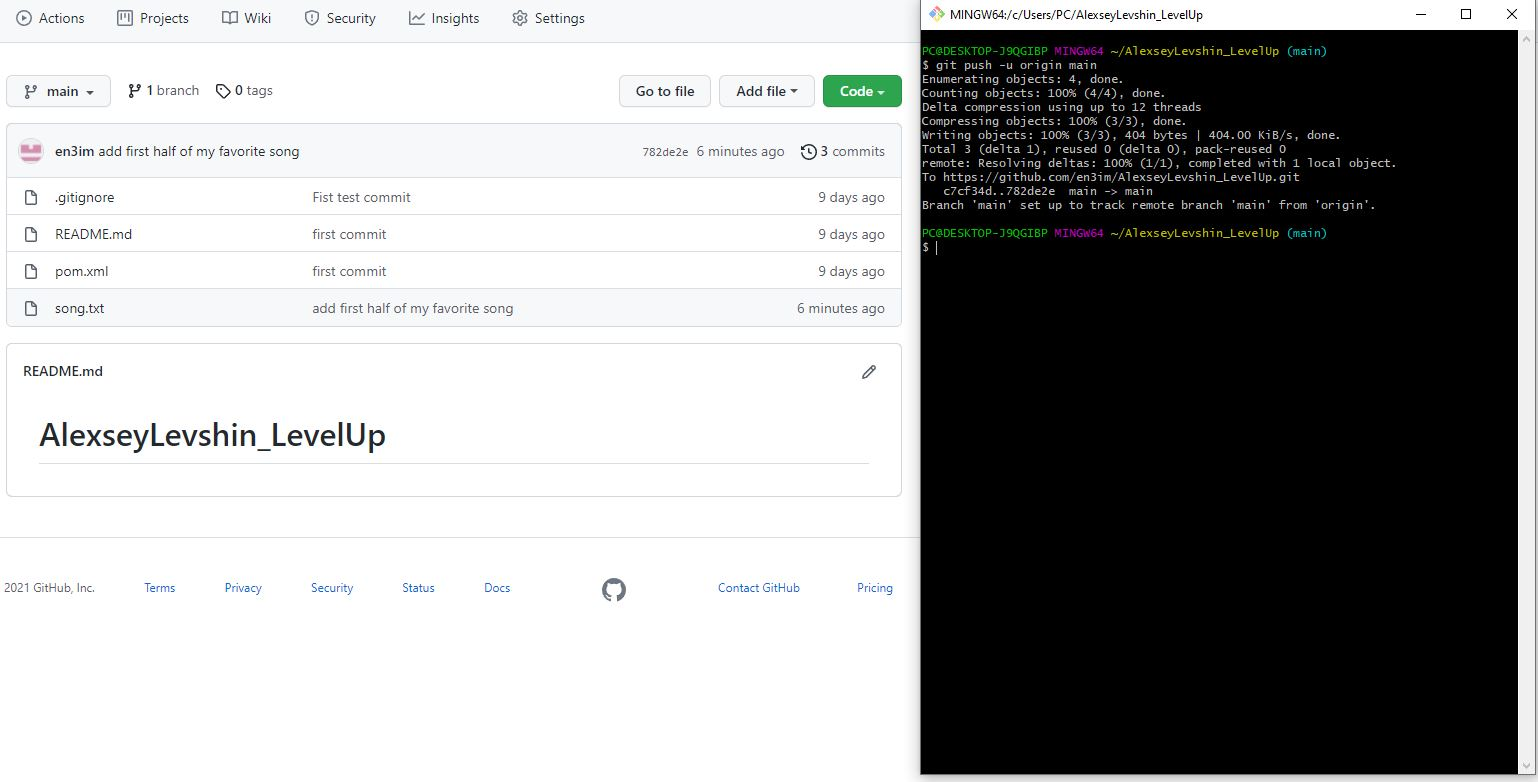 Actions Projects Wiki Security Insights Settings
main 1 branch 0 tags Go to file Add file Code
en3im add first half of my favorite song 782de2e 6 minutes ago 3 commits
.gitignore Fist test commit 9 days ago
README.md first commit 9 days ago
pom.xml first commit 9 days ago
song.txt add first half of my favorite song 6 minutes ago
README.md
AlexseyLevshin_LevelUp
2021 GitHub, Inc. Terms Privacy Security Status Docs Contact GitHub Pricing
MINGW64:/c/Users/PC/AlexseyLevshin_LevelUp
PC@DESKTOP-J9QGIBP MINGW64 ~/AlexseyLevshin_LevelUp (main)
$ git push -u origin main
Enumerating objects: 4, done.
Counting objects: 100% (4/4), done.
Delta compression using up to 12 threads
Compressing objects: 100% (3/3), done.
Writing objects: 100% (3/3), 404 bytes | 404.00 KiB/s, done.
Total 3 (delta 1), reused 0 (delta 0), pack-reused 0
remote: Resolving deltas: 100% (1/1), completed with 1 local object.
To https://github.com/en3im/AlexseyLevshin_LevelUp.git
c7cf34d..782de2e main -> main
Branch 'main' set up to track remote branch 'main' from 'origin'.
PC@DESKTOP-J9QGIBP MINGW64 ~/AlexseyLevshin_LevelUp (main)
$